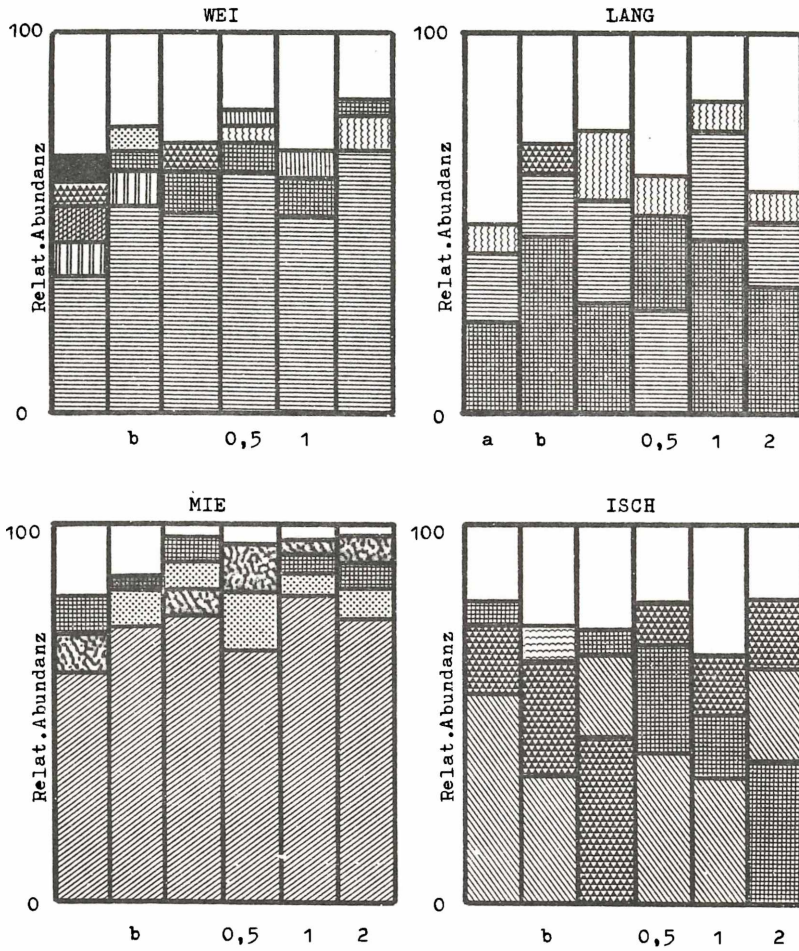 WEI
100
Relat.Abundanz
0
b 0,5 1
LANG
100
Relat.Abundanz
0
a b 0,5 1 2
MIE
100
Relat.Abundanz
0
b 0,5 1 2
ISCH
100
Relat.Abundanz
0
b 0,5 1 2